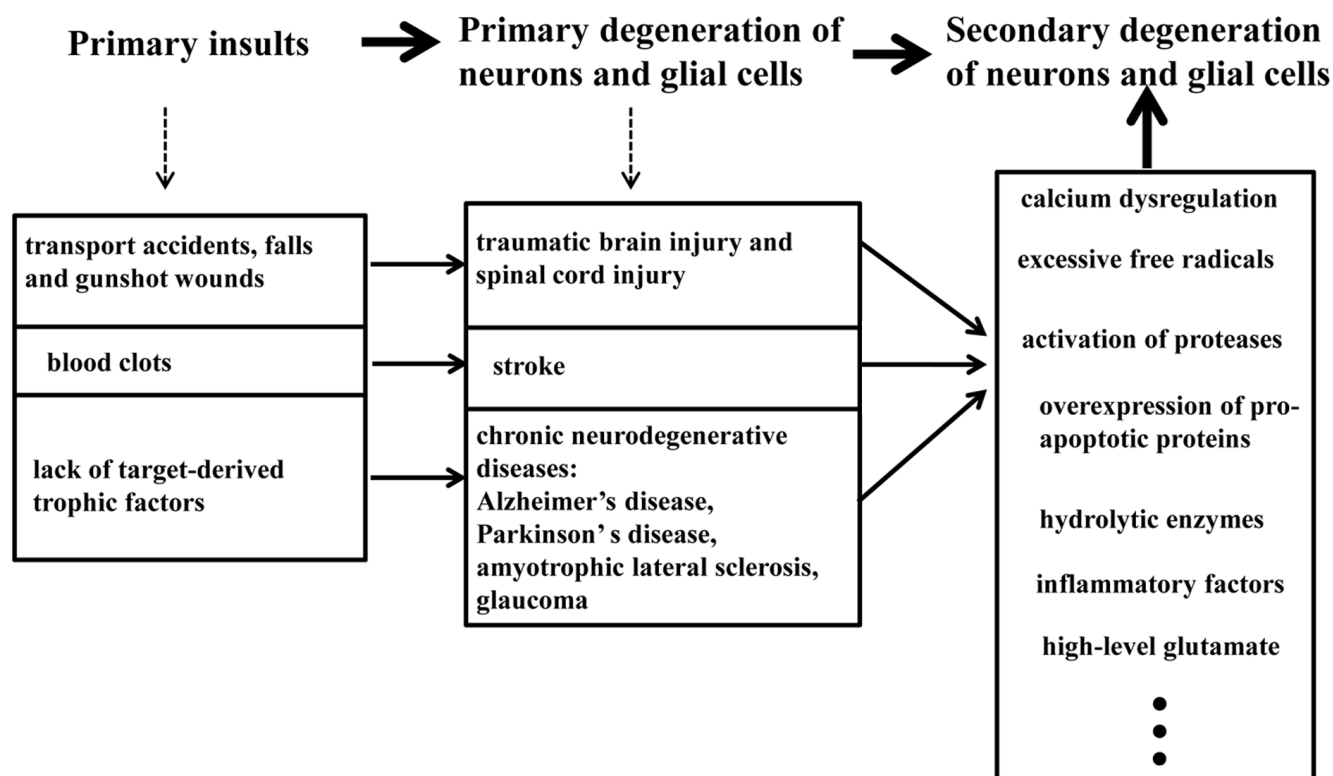 Primary insults
Primary degeneration of
neurons and glial cells
Secondary degeneration
of neurons and glial cells
transport accidents, falls
and gunshot wounds
blood clots
lack of target-derived
trophic factors
traumatic brain injury and
spinal cord injury
stroke
chronic neurodegenerative
diseases:
Alzheimer’s disease,
Parkinson’ s disease,
amyotrophic lateral sclerosis,
glaucoma
calcium dysregulation
excessive free radicals
activation of proteases
overexpression of pro-
apoptotic proteins
hydrolytic enzymes
inflammatory factors
high-level glutamate